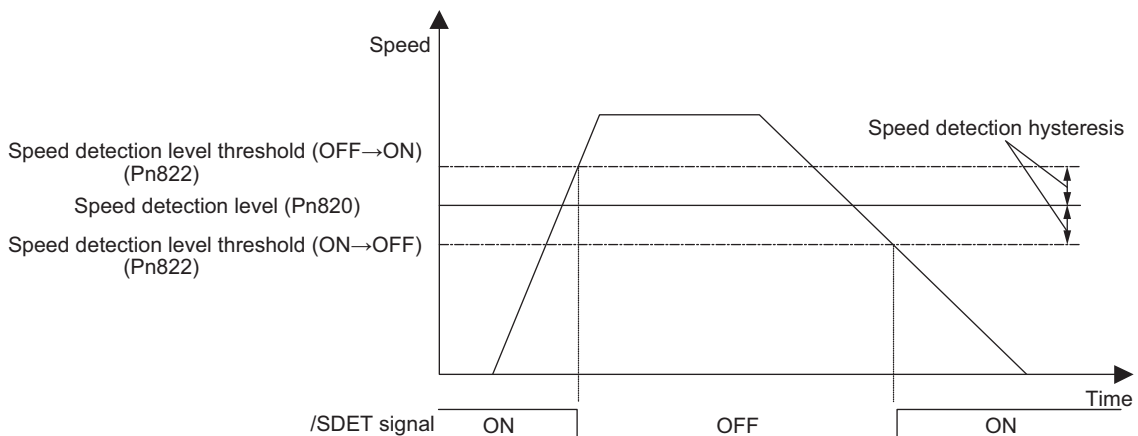 Speed
Speed detection hysteresis
Speed detection level threshold (OFF→ON)
(Pn822)
Speed detection level (Pn820)
Speed detection level threshold (ON→OFF)
(Pn822)
Time
/SDET signal ON OFF ON